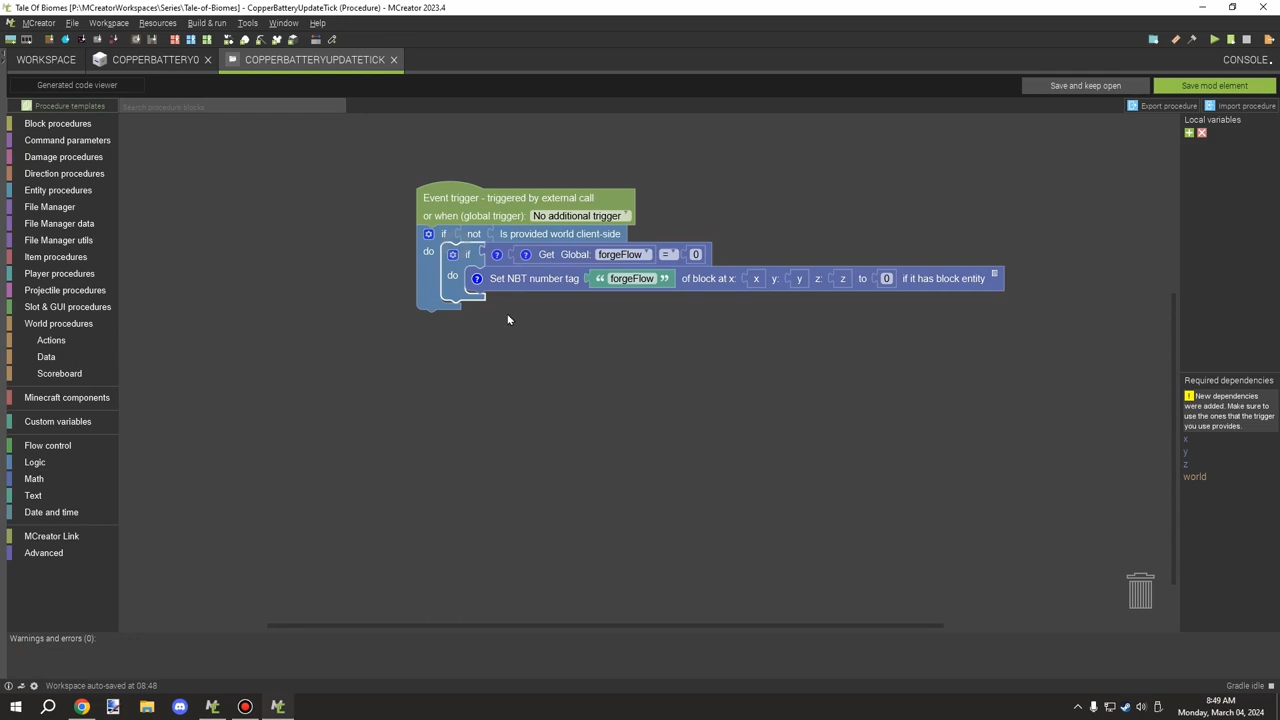 Tale Of Biomes [P:\MCreatorWorkspaces\Series\Tale-of-Biomes] - CopperBatteryUpdateTick (Procedure) - MCreator 2023.4
MCreator File Workspace Resources Build & run Tools Window Help
WORKSPACE COPPERBATTERY0 COPPERBATTERYUPDATETICK CONSOLE
Generated code viewer Save and keep open Save mod element
Procedure templates Search procedure blocks Export procedure Import procedure
Block procedures
Command parameters
Damage procedures
Direction procedures
Entity procedures
File Manager
File Manager data
File Manager utils
Item procedures
Player procedures
Projectile procedures
Slot & GUI procedures
World procedures
Actions
Data
Scoreboard
Minecraft components
Custom variables
Flow control
Logic
Math
Text
Date and time
MCreator Link
Advanced
Event trigger - triggered by external call
or when (global trigger): No additional trigger
if not Is provided world client-side
do if Get Global: forgeFlow = 0
do Set NBT number tag “ forgeFlow ” of block at x: x y: y z: z to 0 if it has block entity
Local variables
Required dependencies
New dependencies
were added. Make sure
to use the ones that the trigger
you use provides.
x
y
z
world
Warnings and errors (0):
Workspace auto-saved at 08:48 Gradle idle
8:49 AM
Monday, March 04, 2024